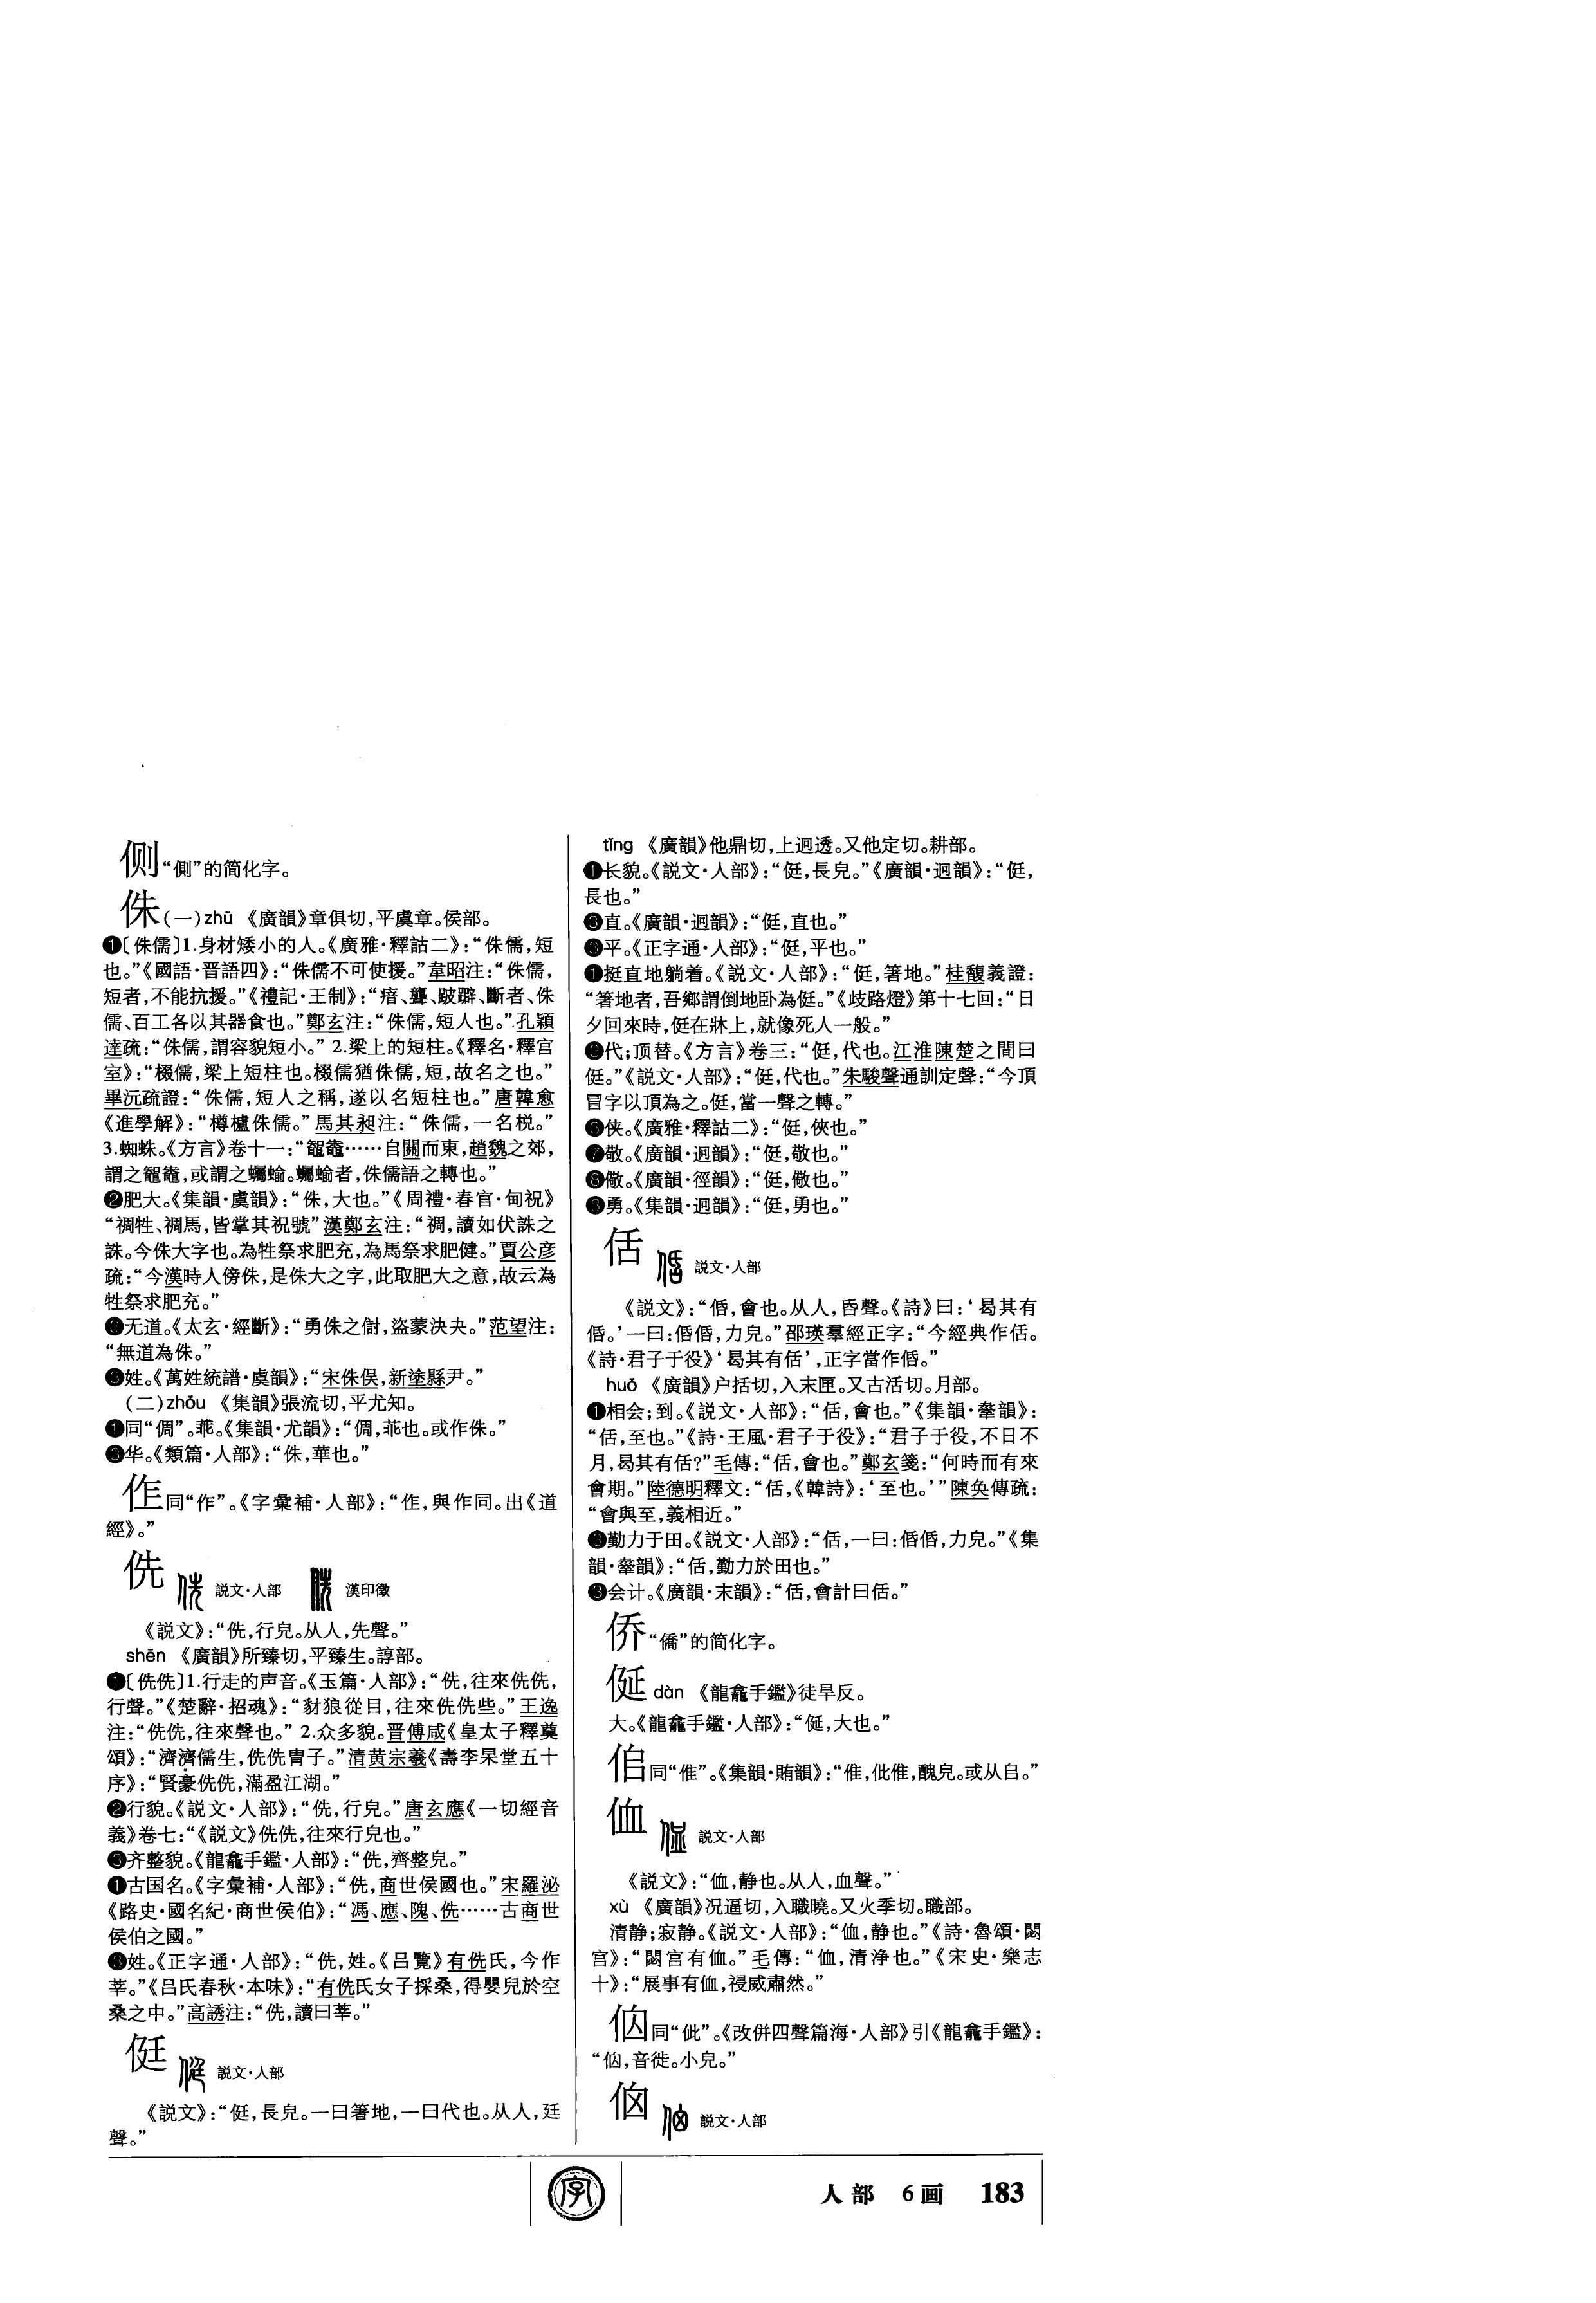 侧“側”的简化字。
侏(一)zhū 《廣韻》章俱切,平虞章。侯部。
❶〔侏儒〕1.身材矮小的人。《廣雅·釋詁二》:“侏儒,短
也。”《國語·晋語四》:“侏儒不可使援。”韋昭注:“侏儒,
短者,不能抗援。”《禮記·王制》:“瘖、聾、跛躃、斷者、侏
儒、百工各以其器食也。”鄭玄注:“侏儒,短人也。”孔穎
達疏:“侏儒,謂容貌短小。” 2.梁上的短柱。《釋名·釋宫
室》:“棳儒,梁上短柱也。棳儒猶侏儒,短,故名之也。”
畢沅疏證:“侏儒,短人之稱,遂以名短柱也。”唐韓愈
《進學解》:“欂櫨侏儒。”馬其昶注:“侏儒,一名棁。”
3.蜘蛛。《方言》卷十一:“鼅鼄……自關而東,趙魏之郊,
謂之鼅鼄,或謂之蠾蝓。蠾蝓者,侏儒語之轉也。”
❷肥大。《集韻·虞韻》:“侏,大也。”《周禮·春官·甸祝》
“禂牲、禂馬,皆掌其祝號”漢鄭玄注:“禂,讀如伏誅之
誅。今侏大字也。為牲祭求肥充,為馬祭求肥健。”賈公彦
疏:“今漢時人傍侏,是侏大之字,此取肥大之意,故云為
牲祭求肥充。”
❸无道。《太玄·經斷》:“勇侏之傠,盗蒙決夬。”范望注:
“無道為侏。”
❸姓。《萬姓統譜·虞韻》:“宋侏俁,新塗縣尹。”
(二)zhōu 《集韻》張流切,平尤知。
❶同“倜”。乖。《集韻·尤韻》:“倜,乖也。或作侏。”
❸华。《類篇·人部》:“侏,華也。”
㑅同“作”。《字彙補·人部》:“㑅,與作同。出《道
經》。”
侁 説文·人部 漢印徵
《説文》:“侁,行皃。从人,先聲。”
shēn 《廣韻》所臻切,平臻生。諄部。
❶〔侁侁〕1.行走的声音。《玉篇·人部》:“侁,往來侁侁,
行聲。”《楚辭·招魂》:“豺狼從目,往來侁侁些。”王逸
注:“侁侁,往來聲也。” 2.众多貌。晋傅咸《皇太子釋奠
頌》:“濟濟儒生,侁侁胄子。”清黄宗羲《壽李杲堂五十
序》:“賢豪侁侁,滿盈江湖。”
❷行貌。《説文·人部》:“侁,行皃。”唐玄應《一切經音
義》卷七:“《説文》侁侁,往來行皃也。”
❸齐整貌。《龍龕手鑑·人部》:“侁,齊整皃。”
❶古国名。《字彙補·人部》:“侁,商世侯國也。”宋羅泌
《路史·國名紀·商世侯伯》:“馮、應、隗、侁……古商世
侯伯之國。”
❸姓。《正字通·人部》:“侁,姓。《吕覽》有侁氏,今作
莘。”《吕氏春秋·本味》:“有侁氏女子採桑,得嬰兒於空
桑之中。”高誘注:“侁,讀曰莘。”
侹 説文·人部
《説文》:“侹,長皃。一曰箸地,一曰代也。从人,廷
聲。”
tǐng 《廣韻》他鼎切,上迥透。又他定切。耕部。
❶长貌。《説文·人部》:“侹,長皃。”《廣韻·迥韻》:“侹,
長也。”
❸直。《廣韻·迥韻》:“侹,直也。”
❸平。《正字通·人部》:“侹,平也。”
❶挺直地躺着。《説文·人部》:“侹,箸地。”桂馥義證:
“箸地者,吾鄉謂倒地卧為侹。”《歧路燈》第十七回:“日
夕回來時,侹在牀上,就像死人一般。”
❸代;顶替。《方言》卷三:“侹,代也。江淮陳楚之間曰
侹。”《説文·人部》:“侹,代也。”朱駿聲通訓定聲:“今頂
冒字以頂為之。侹,當一聲之轉。”
❸侠。《廣雅·釋詁二》:“侹,俠也。”
❼敬。《廣韻·迥韻》:“侹,敬也。”
❽儆。《廣韻·徑韻》:“侹,儆也。”
❸勇。《集韻·迥韻》:“侹,勇也。”
佸 説文·人部
《説文》:“佸,會也。从人,昏聲。《詩》曰:‘曷其有
佸。’一曰:佸佸,力皃。”邵瑛羣經正字:“今經典作佸。
《詩·君子于役》‘曷其有佸’,正字當作佸。”
huó 《廣韻》户括切,入末匣。又古活切。月部。
❶相会;到。《説文·人部》:“佸,會也。”《集韻·舝韻》:
“佸,至也。”《詩·王風·君子于役》:“君子于役,不日不
月,曷其有佸?”毛傳:“佸,會也。”鄭玄箋:“何時而有來
會期。”陸德明釋文:“佸,《韓詩》:‘至也。’”陳奂傳疏:
“會與至,義相近。”
❸勤力于田。《説文·人部》:“佸,一曰:佸佸,力皃。”《集
韻·舝韻》:“佸,勤力於田也。”
❸会计。《廣韻·末韻》:“佸,會計曰佸。”
侨“僑”的简化字。
㑌 dàn 《龍龕手鑑》徒旱反。
大。《龍龕手鑑·人部》:“㑌,大也。”
同“倠”。《集韻·賄韻》:“倠,仳倠,醜皃。或从自。”
侐 説文·人部
《説文》:“侐,静也。从人,血聲。”
xù 《廣韻》况逼切,入職曉。又火季切。職部。
清静;寂静。《説文·人部》:“侐,静也。”《詩·魯頌·閟
宫》:“閟宫有侐。”毛傳:“侐,清浄也。”《宋史·樂志
十》:“展事有侐,祲威肅然。”
同“佌”。《改併四聲篇海·人部》引《龍龕手鑑》:
音徙。小皃。”
説文·人部
字
人部 6画 183